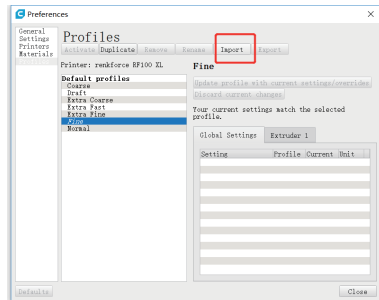 Preferences
General
Settings
Printers
Materials
Profiles
Activate Duplicate Remove Rename Import Export
Printer: renkforce RF100 XL
Default profiles
Coarse
Draft
Extra Coarse
Extra Fast
Extra Fine
Fine
Normal
Fine
Update profile with current settings/overrides
Discard current changes
Your current settings match the selected
profile.
Global Settings Extruder 1
Setting Profile Current Unit
Defaults Close